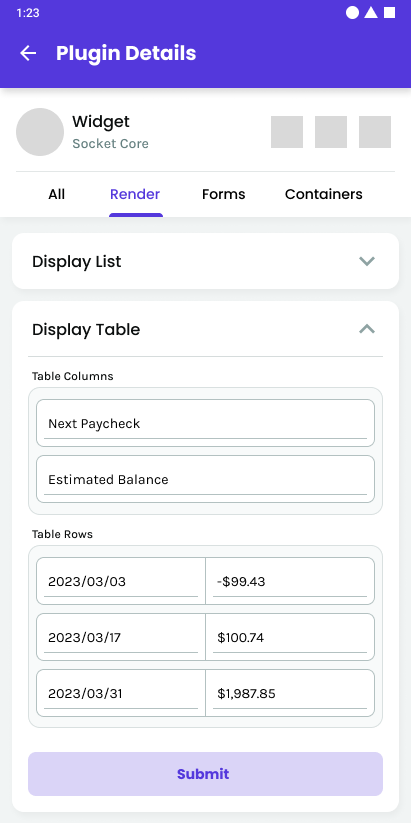 1:23
Plugin Details
Widget
Socket Core
All Render Forms Containers
Display List
Display Table
Table Columns
Next Paycheck
Estimated Balance
Table Rows
2023/03/03 -$99.43
2023/03/17 $100.74
2023/03/31 $1,987.85
Submit